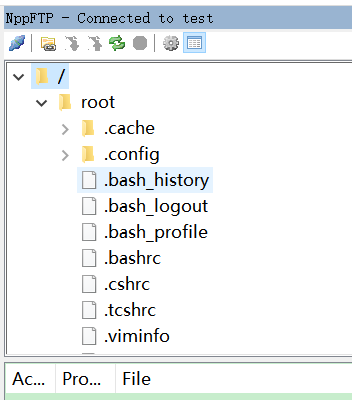 NppFTP - Connected to test
/
root
.cache
.config
.bash_history
.bash_logout
.bash_profile
.bashrc
.cshrc
.tcshrc
.viminfo
Ac... Pro... File